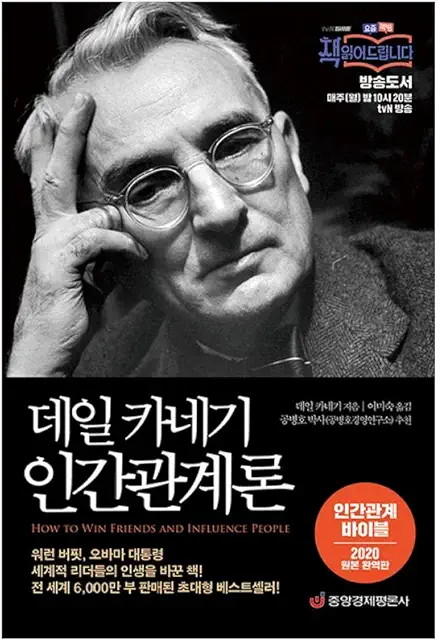 tvN 인사이트
요즘 책방
책 읽어드립니다
방송도서
매주(월) 밤 10시 20분
tvN 방송
데일 카네기 지음 | 이미숙 옮김
공병호 박사(공병호경영연구소) 추천
데일 카네기
인간관계론
HOW TO WIN FRIENDS AND INFLUENCE PEOPLE
인간관계
바이블
2020
원본 완역판
워런 버핏, 오바마 대통령
세계적 리더들의 인생을 바꾼 책!
전 세계 6,000만 부 판매된 초대형 베스트셀러!
중앙경제평론사